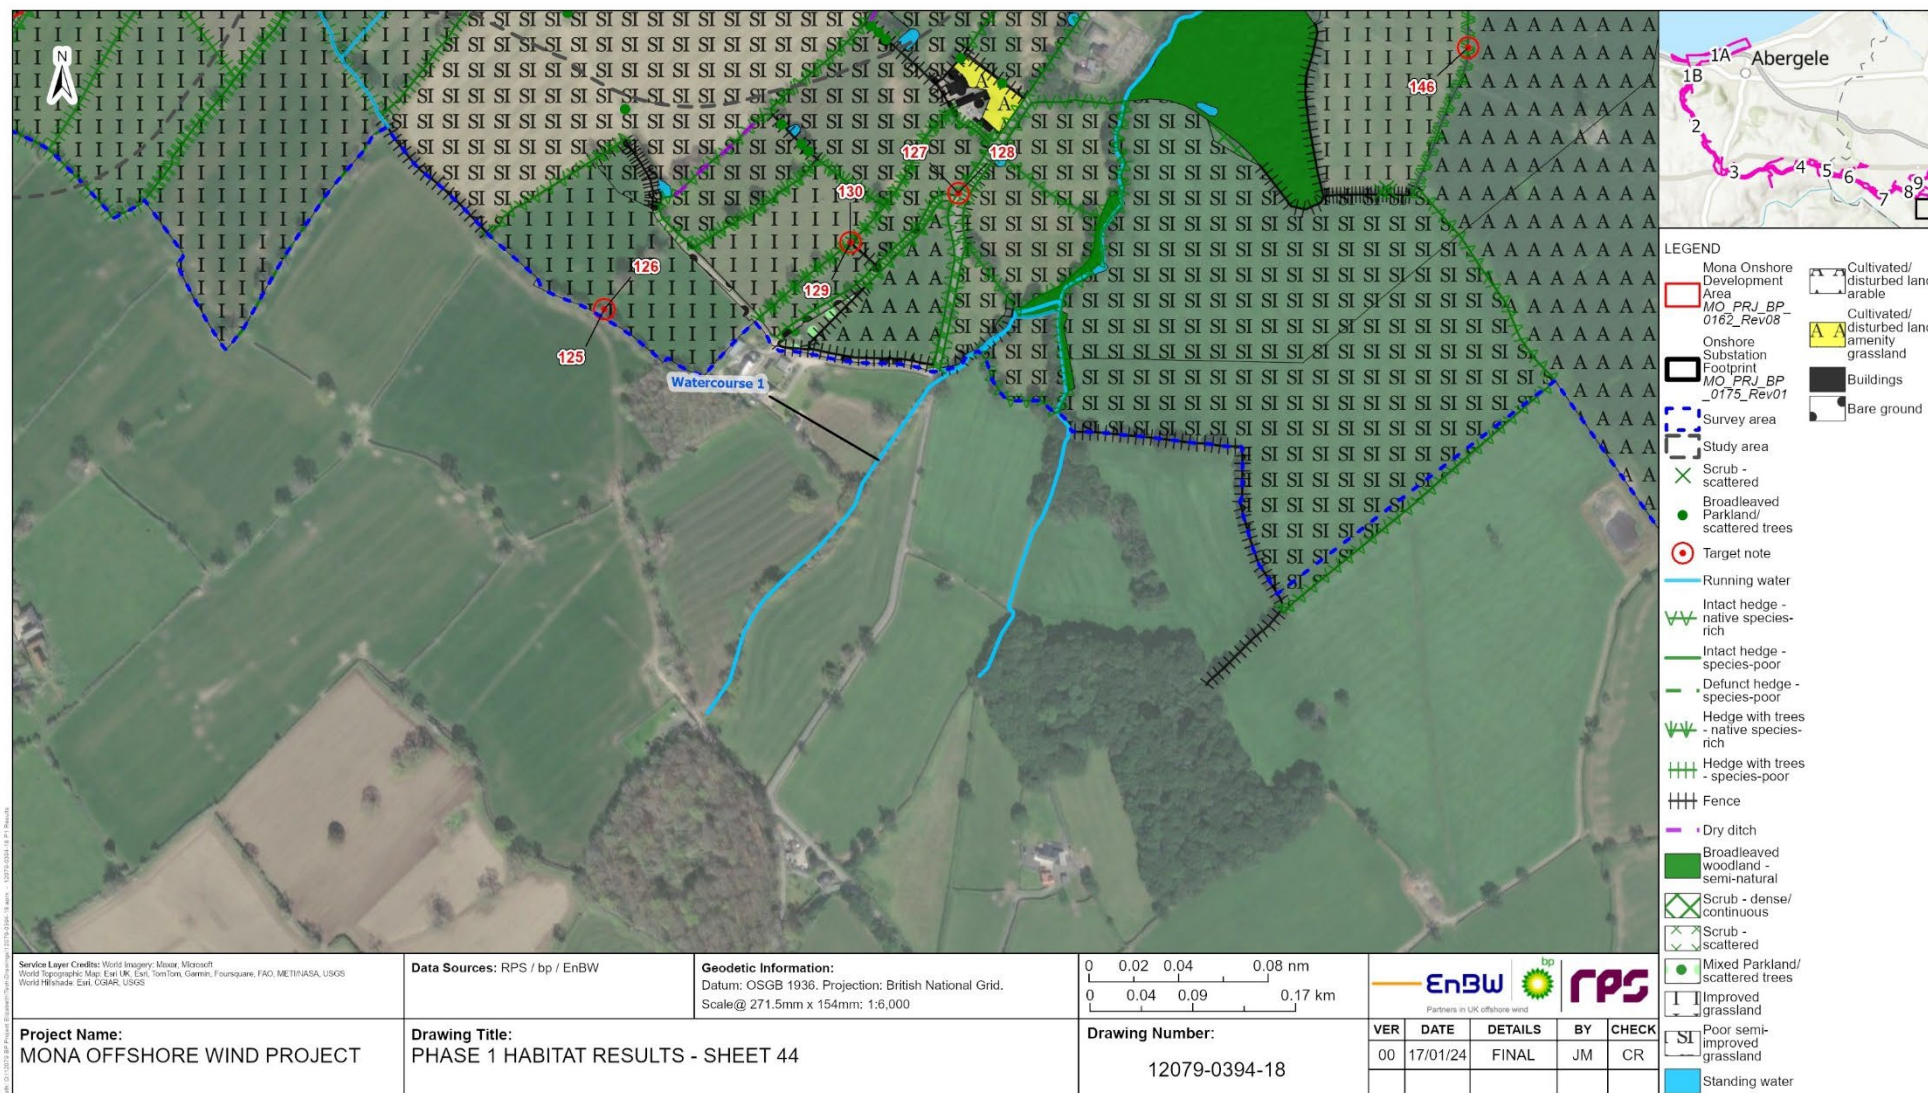 N
146
127
128
130
126
129
125
Watercourse 1
1A
Abergele
1B
2
3
4
5
6
7
8
9
LEGEND
Mona Onshore
Development
Area
MO_PRJ_BP_
0162_Rev08
Onshore
Substation
Footprint
MO_PRJ_BP
_0175_Rev01
Survey area
Study area
Scrub -
scattered
Broadleaved
Parkland/
scattered trees
Target note
Running water
Intact hedge -
native species-
rich
Intact hedge -
species-poor
Defunct hedge -
species-poor
Hedge with trees
- native species-
rich
Hedge with trees
- species-poor
Fence
Dry ditch
Broadleaved
woodland -
semi-natural
Scrub - dense/
continuous
Scrub -
scattered
Mixed Parkland/
scattered trees
I I Improved
grassland
SI Poor semi-
improved
grassland
Standing water
Cultivated/
disturbed land
arable
A A Cultivated/
disturbed land
amenity
grassland
Buildings
Bare ground
Service Layer Credits: World Imagery: Maxar, Microsoft
World Topographic Map: Esri UK, Esri, TomTom, Garmin, Foursquare, FAO, METI/NASA, USGS
World Hillshade: Esri, CGIAR, USGS
Data Sources: RPS / bp / EnBW
Geodetic Information:
Datum: OSGB 1936. Projection: British National Grid.
Scale@ 271.5mm x 154mm: 1:6,000
0 0.02 0.04 0.08 nm
0 0.04 0.09 0.17 km
EnBW bp rps
Partners in UK offshore wind
Project Name:
MONA OFFSHORE WIND PROJECT
Drawing Title:
PHASE 1 HABITAT RESULTS - SHEET 44
Drawing Number:
12079-0394-18
VER DATE DETAILS BY CHECK
00 17/01/24 FINAL JM CR